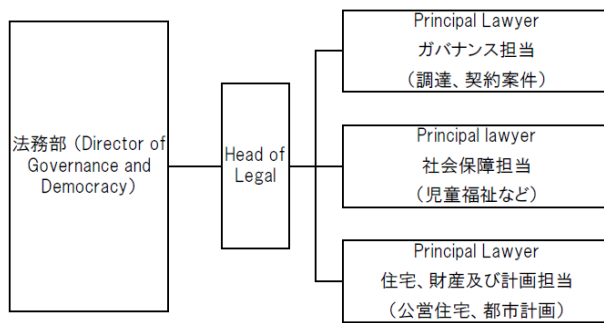 法務部（Director of
Governance and
Democracy）
Head of
Legal
Principal Lawyer
ガバナンス担当
（調達、契約案件）
Principal lawyer
社会保障担当
（児童福祉など）
Principal Lawyer
住宅、財産及び計画担当
（公営住宅、都市計画）